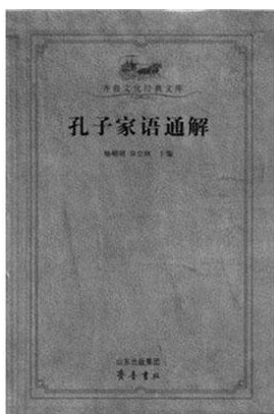 齐鲁文化经典文库
孔子家语通解
杨朝明 宋立林 主编
山东出版集团
齐鲁书社